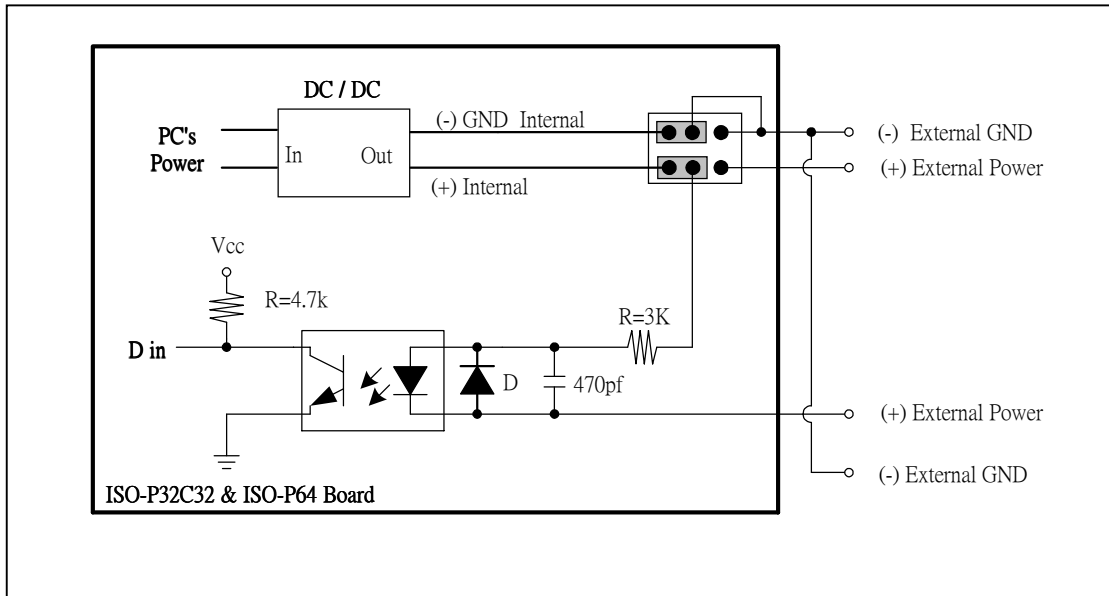 DC / DC
(-) GND Internal
PC's
Power
In
Out
(-) External GND
(+) External Power
(+) Internal
Vcc
R=4.7k
R=3K
D in
D
470pf
(+) External Power
(-) External GND
ISO-P32C32 & ISO-P64 Board